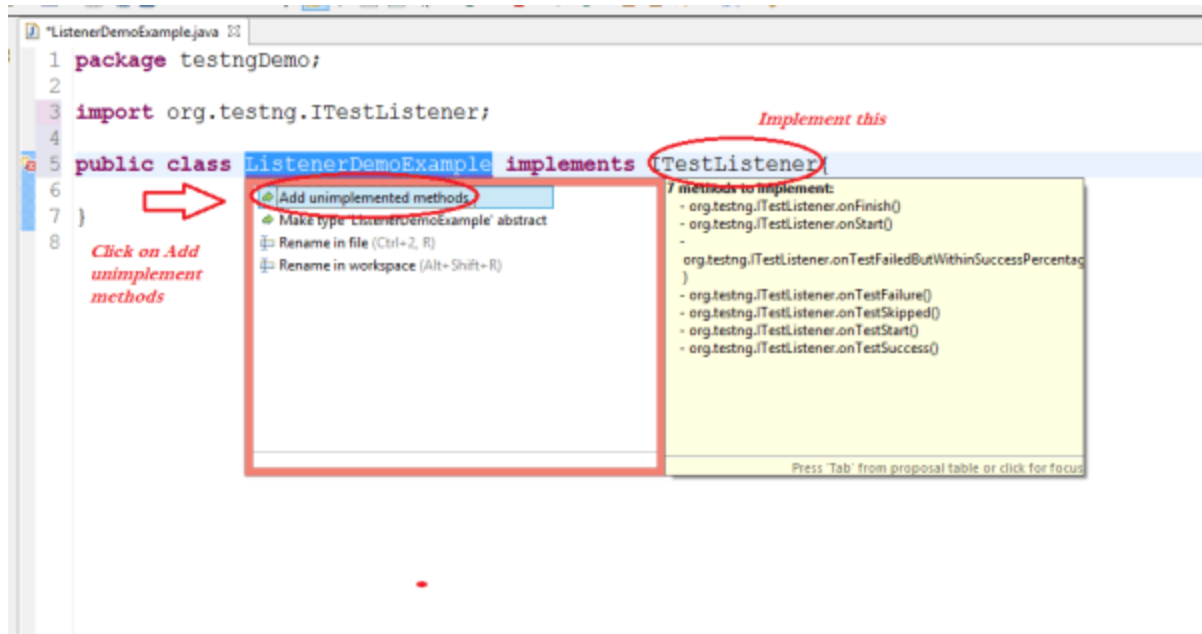 *ListenerDemoExample.java
1 package testngDemo;
2
3 import org.testng.ITestListener;
Implement this
4
5 public class ListenerDemoExample implements ITestListener{
6
7 }
8
Click on Add
unimplement
methods
Add unimplemented methods
Make type 'ListenerDemoExample' abstract
Rename in file (Ctrl+2, R)
Rename in workspace (Alt+Shift+R)
7 methods to implement:
- org.testng.ITestListener.onFinish()
- org.testng.ITestListener.onStart()
-
org.testng.ITestListener.onTestFailedButWithinSuccessPercentag
)
- org.testng.ITestListener.onTestFailure()
- org.testng.ITestListener.onTestSkipped()
- org.testng.ITestListener.onTestStart()
- org.testng.ITestListener.onTestSuccess()
Press 'Tab' from proposal table or click for focus